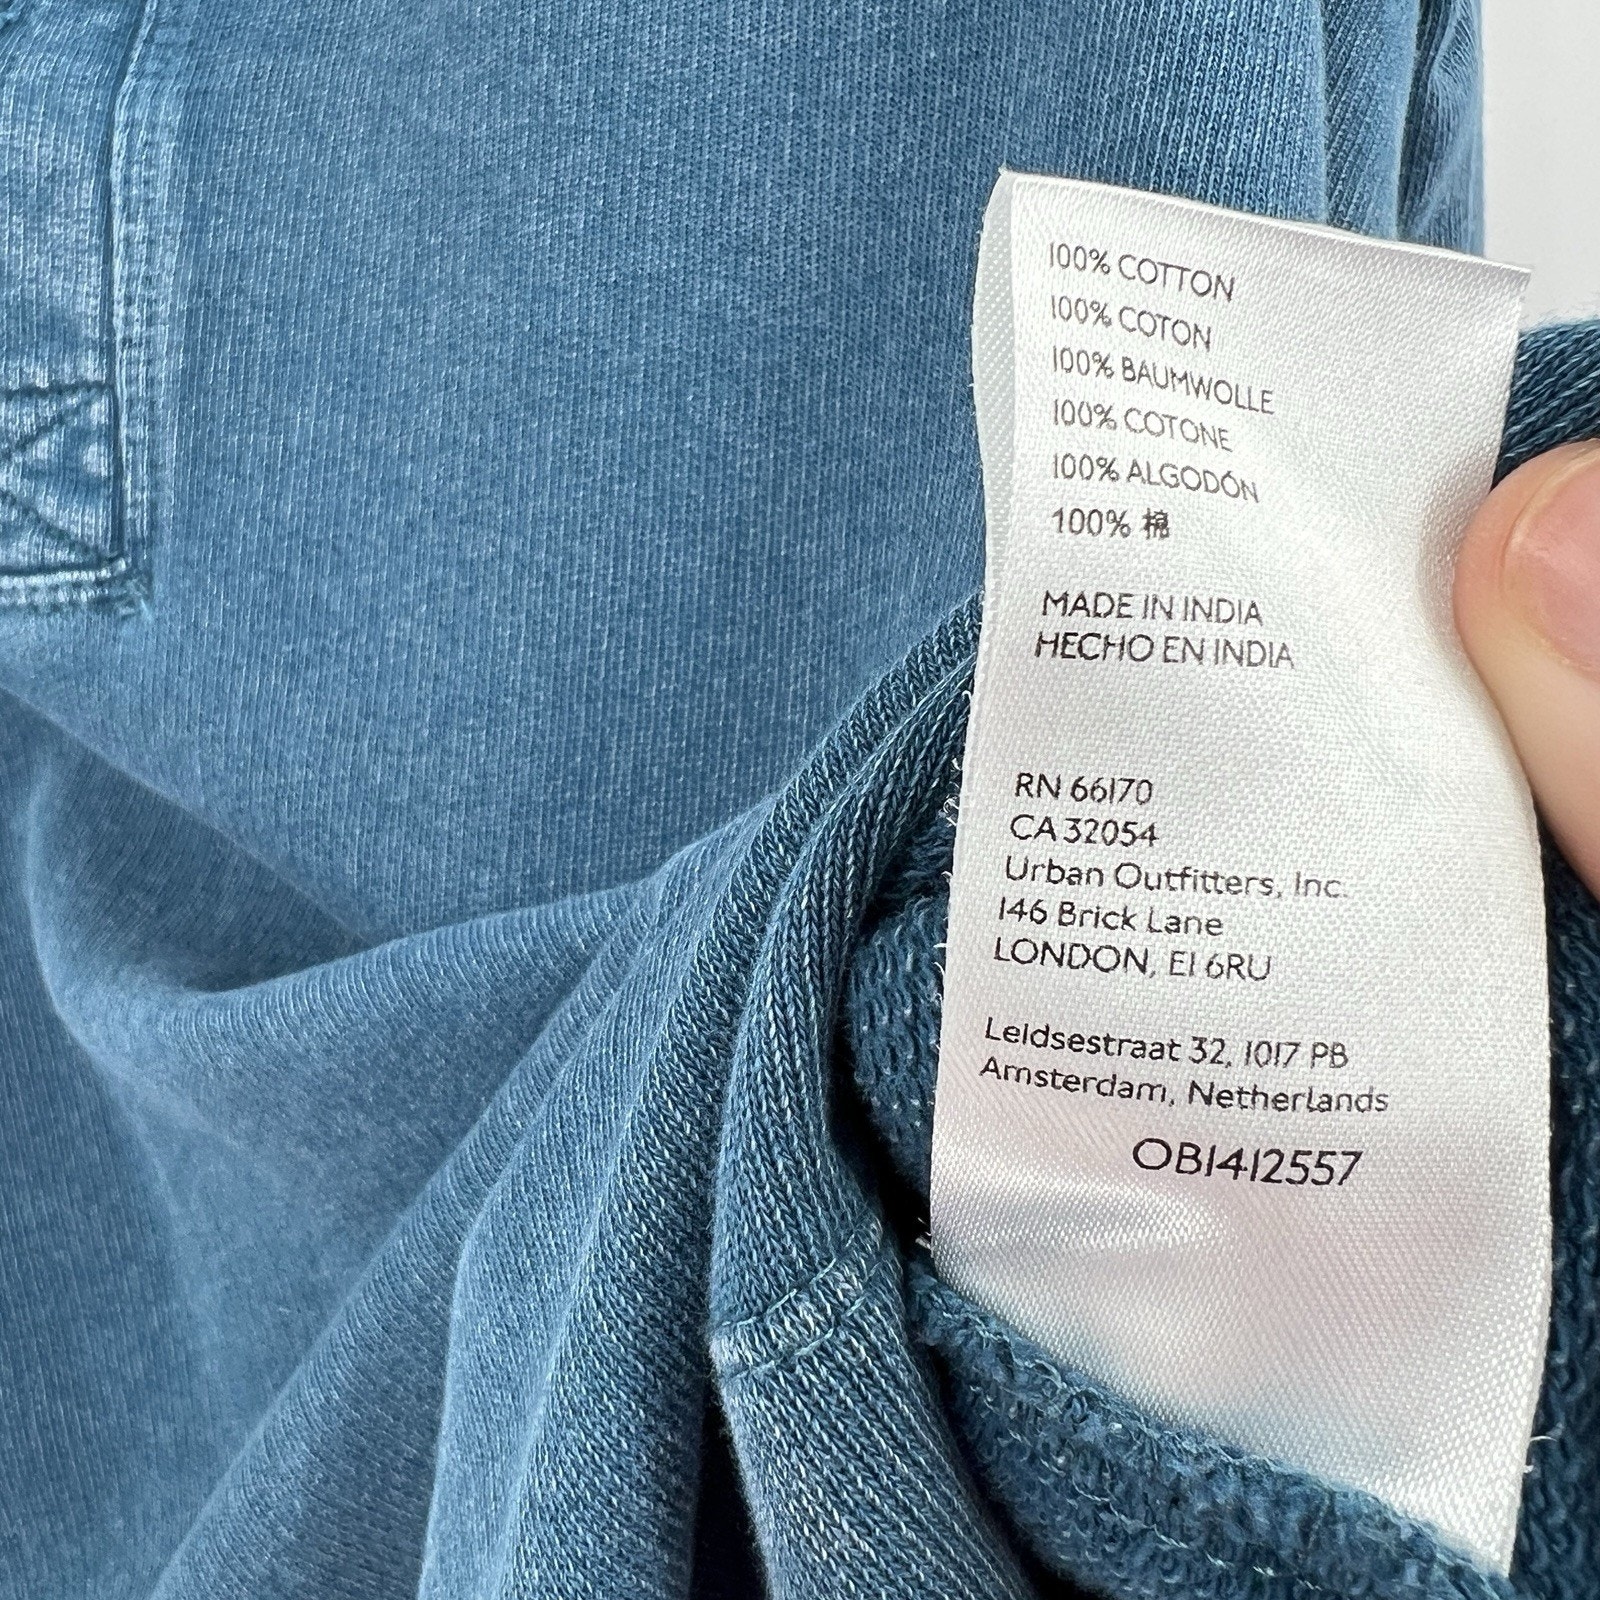 100% COTTON
100% COTON
100% BAUMWOLLE
100% COTONE
100% ALGODÓN
100% 棉
MADE IN INDIA
HECHO EN INDIA
RN 66170
CA 32054
Urban Outfitters, Inc.
146 Brick Lane
LONDON, E1 6RU
Leidsestraat 32, 1017 PB
Amsterdam, Netherlands
OB1412557